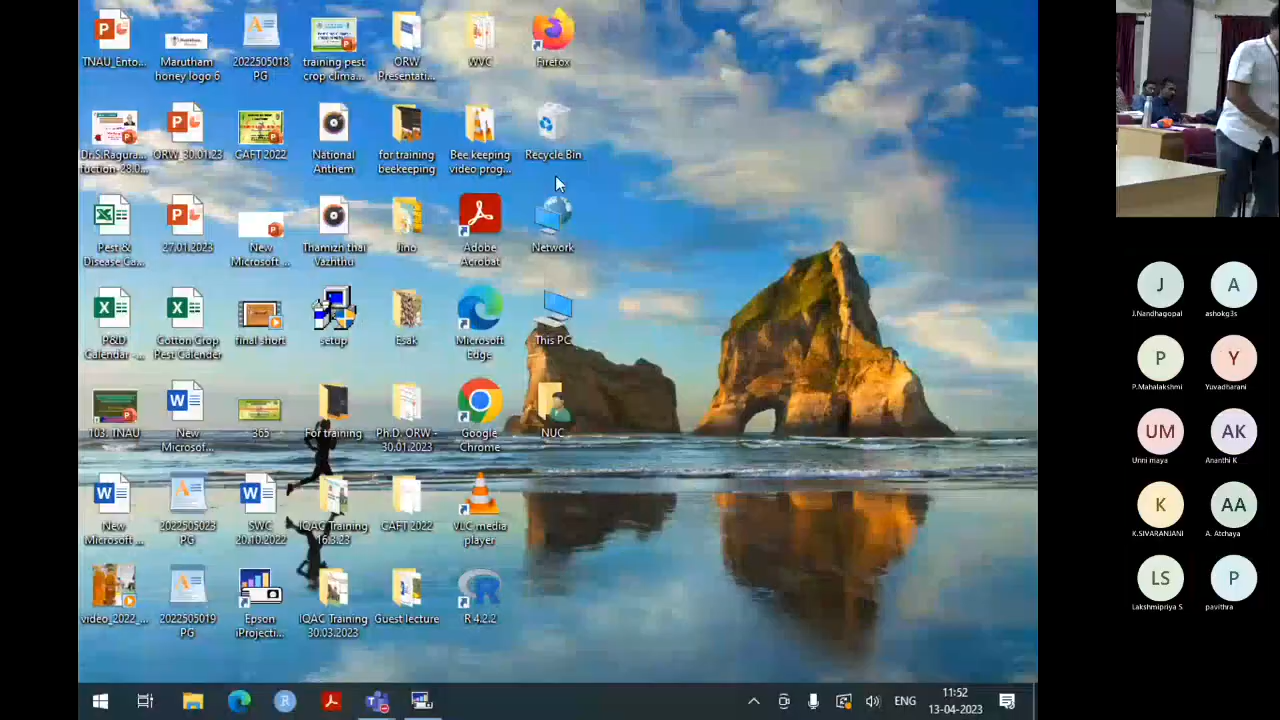 TNAU_Ento...
Marutham
honey logo 6
2022505018
PG
training pest
crop clima...
ORW
Presentati...
WVC
Firefox
Dr.S.Ragura...
fuction-28.0...
ORW_30.01.23
CAFT 2022
National
Anthem
for training
beekeeping
Bee keeping
video prog...
Recycle Bin
Pest &
Disease Ca...
27.01.2023
New
Microsoft ...
Thamizh thai
Vazhthu
Jino
Adobe
Acrobat
Network
P&D
Calendar - ...
Cotton Crop
Pest Calender
final short
setup
Esak
Microsoft
Edge
This PC
103. TNAU
New
Microsof...
365
For training
Ph.D. ORW -
30.01.2023
Google
Chrome
NUC
New
Microsoft ...
2022505023
PG
SWC
20.10.2022
IQAC Training
16.3.23
CAFT 2022
VLC media
player
video_2022_...
2022505019
PG
Epson
iProjecti...
IQAC Training
30.03.2023
Guest lecture
R 4.2.2
ENG
11:52
13-04-2023
J
J.Nandhagopal
A
ashokg3s
P
P.Mahalakshmi
Y
Yuvadharani
UM
Unni maya
AK
Ananthi K
K
K.SIVARANJANI
AA
A. Atchaya
LS
Lakshmipriya S
P
pavithra